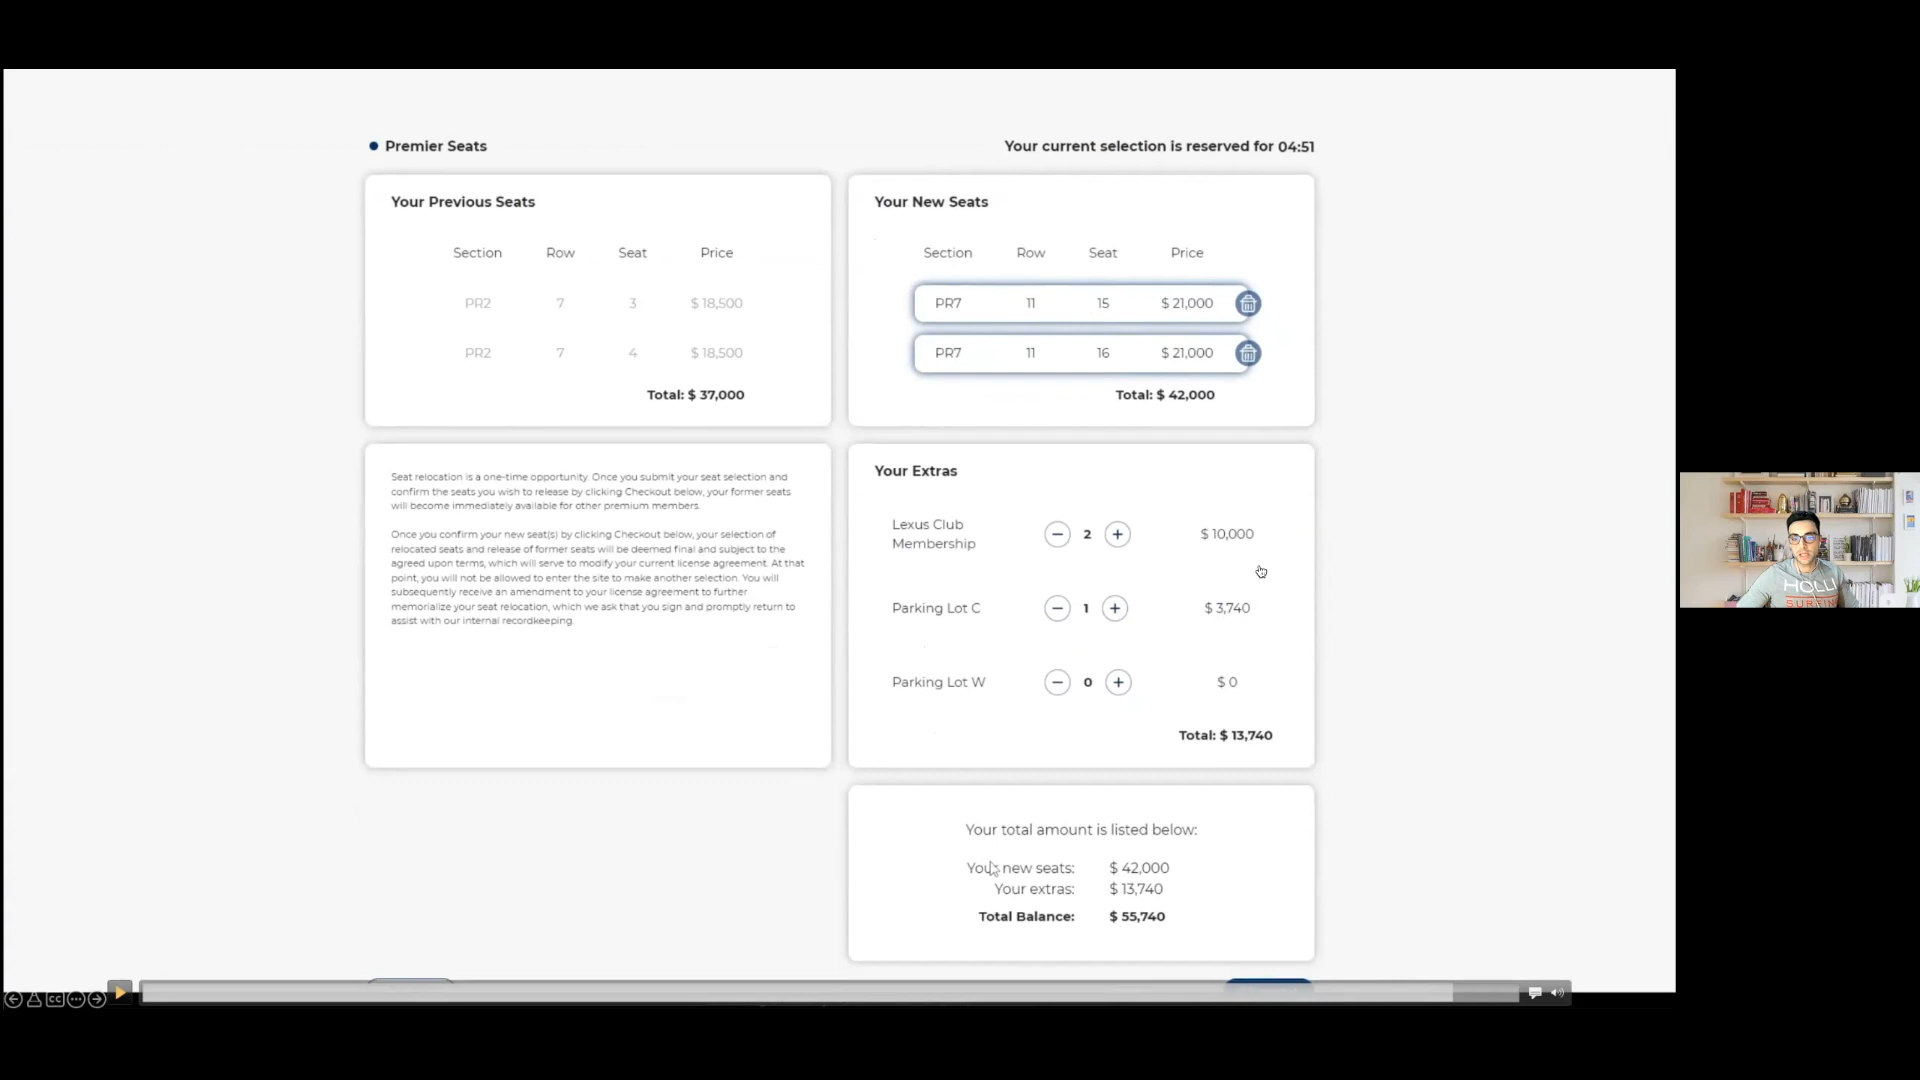 Premier Seats
Your current selection is reserved for 04:51
Your Previous Seats
Section Row Seat Price
PR2 7 3 $ 18,500
PR2 7 4 $ 18,500
Total: $ 37,000
Your New Seats
Section Row Seat Price
PR7 11 15 $ 21,000
PR7 11 16 $ 21,000
Total: $ 42,000
Seat relocation is a one-time opportunity. Once you submit your seat selection and
confirm the seats you wish to release by clicking Checkout below, your former seats
will become immediately available for other premium members.
Once you confirm your new seat(s) by clicking Checkout below, your selection of
relocated seats and release of former seats will be deemed final and subject to the
agreed upon terms, which will serve to modify your current license agreement. At that
point, you will not be allowed to enter the site to make another selection. You will
subsequently receive an amendment to your license agreement to further
memorialize your seat relocation, which we ask that you sign and promptly return to
assist with our internal recordkeeping.
Your Extras
Lexus Club
Membership
2
$ 10,000
Parking Lot C
1
$ 3,740
Parking Lot W
0
$ 0
Total: $ 13,740
Your total amount is listed below:
Your new seats: $ 42,000
Your extras: $ 13,740
Total Balance: $ 55,740
CC
HOLLI
SURFIN